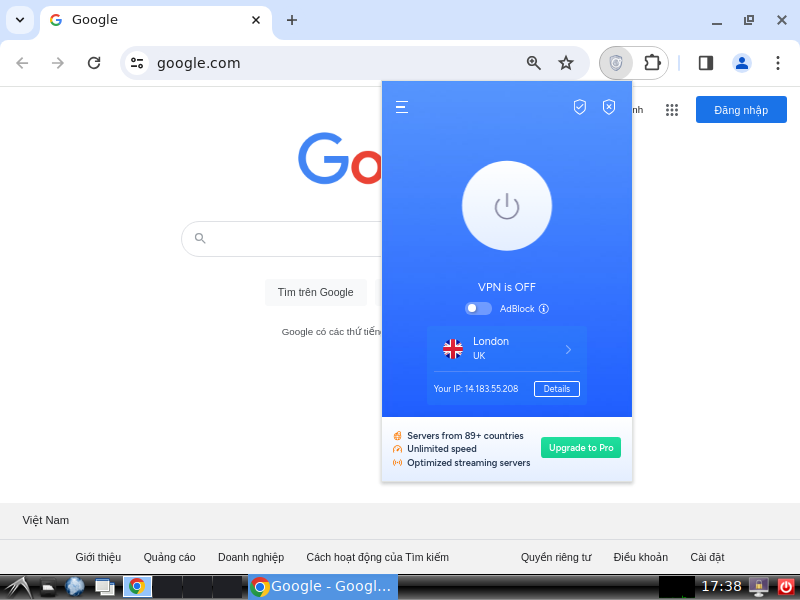 Google
google.com
nh
Đăng nhập
Go
VPN is OFF
AdBlock
London
UK
Your IP: 14.183.55.208
Details
Tìm trên Google
Google có các thứ tiến
Servers from 89+ countries
Unlimited speed
Optimized streaming servers
Upgrade to Pro
Việt Nam
Giới thiệu Quảng cáo Doanh nghiệp Cách hoạt động của Tìm kiếm Quyền riêng tư Điều khoản Cài đặt
Google - Googl... 17:38